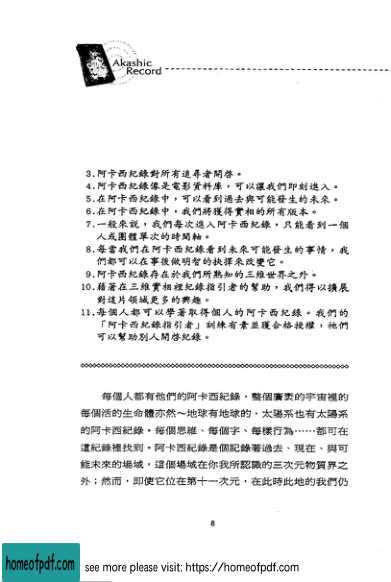 Akashic
Record
3.阿卡西紀錄對所有追尋者開啓。
4.阿卡西紀錄像是電影資料庫，可以讓我們即刻進入。
5.在阿卡西紀錄中，可以看到過去與可能發生的未來。
6.在阿卡西紀錄中，我們將獲得實相的所有版本。
7.一般來說，我們每次進入阿卡西紀錄，只能看到一個
人或團體單次的時間軸。
8.每當我們在阿卡西紀錄看到未來可能發生的事情，我
們都可以在事後做明智的抉擇來改變它。
9.阿卡西紀錄存在於我們所熟知的三維世界之外。
10.藉著在三維實相裡紀錄指引者的幫助，我們得以擴展
對這片領域更多的興趣。
11.每個人都可以學著取得個人的阿卡西紀錄。我們的
「阿卡西紀錄指引者」訓練有素並獲合格授權，祂們
可以幫助別人開啓紀錄。
每個人都有他們的阿卡西紀錄，整個廣袤的宇宙裡的
每個活的生命體亦然～地球有地球的，太陽系也有太陽系
的阿卡西紀錄。每個思維、每個字、每樣行為……都可在
這紀錄裡找到。阿卡西紀錄是個記錄著過去、現在、與可
能未來的場域，這個場域在你我所認識的三次元物質界之
外；然而，即使它位在第十一次元，在此時此地的我們仍
8
homeofpdf.com
see more please visit: https://homeofpdf.com